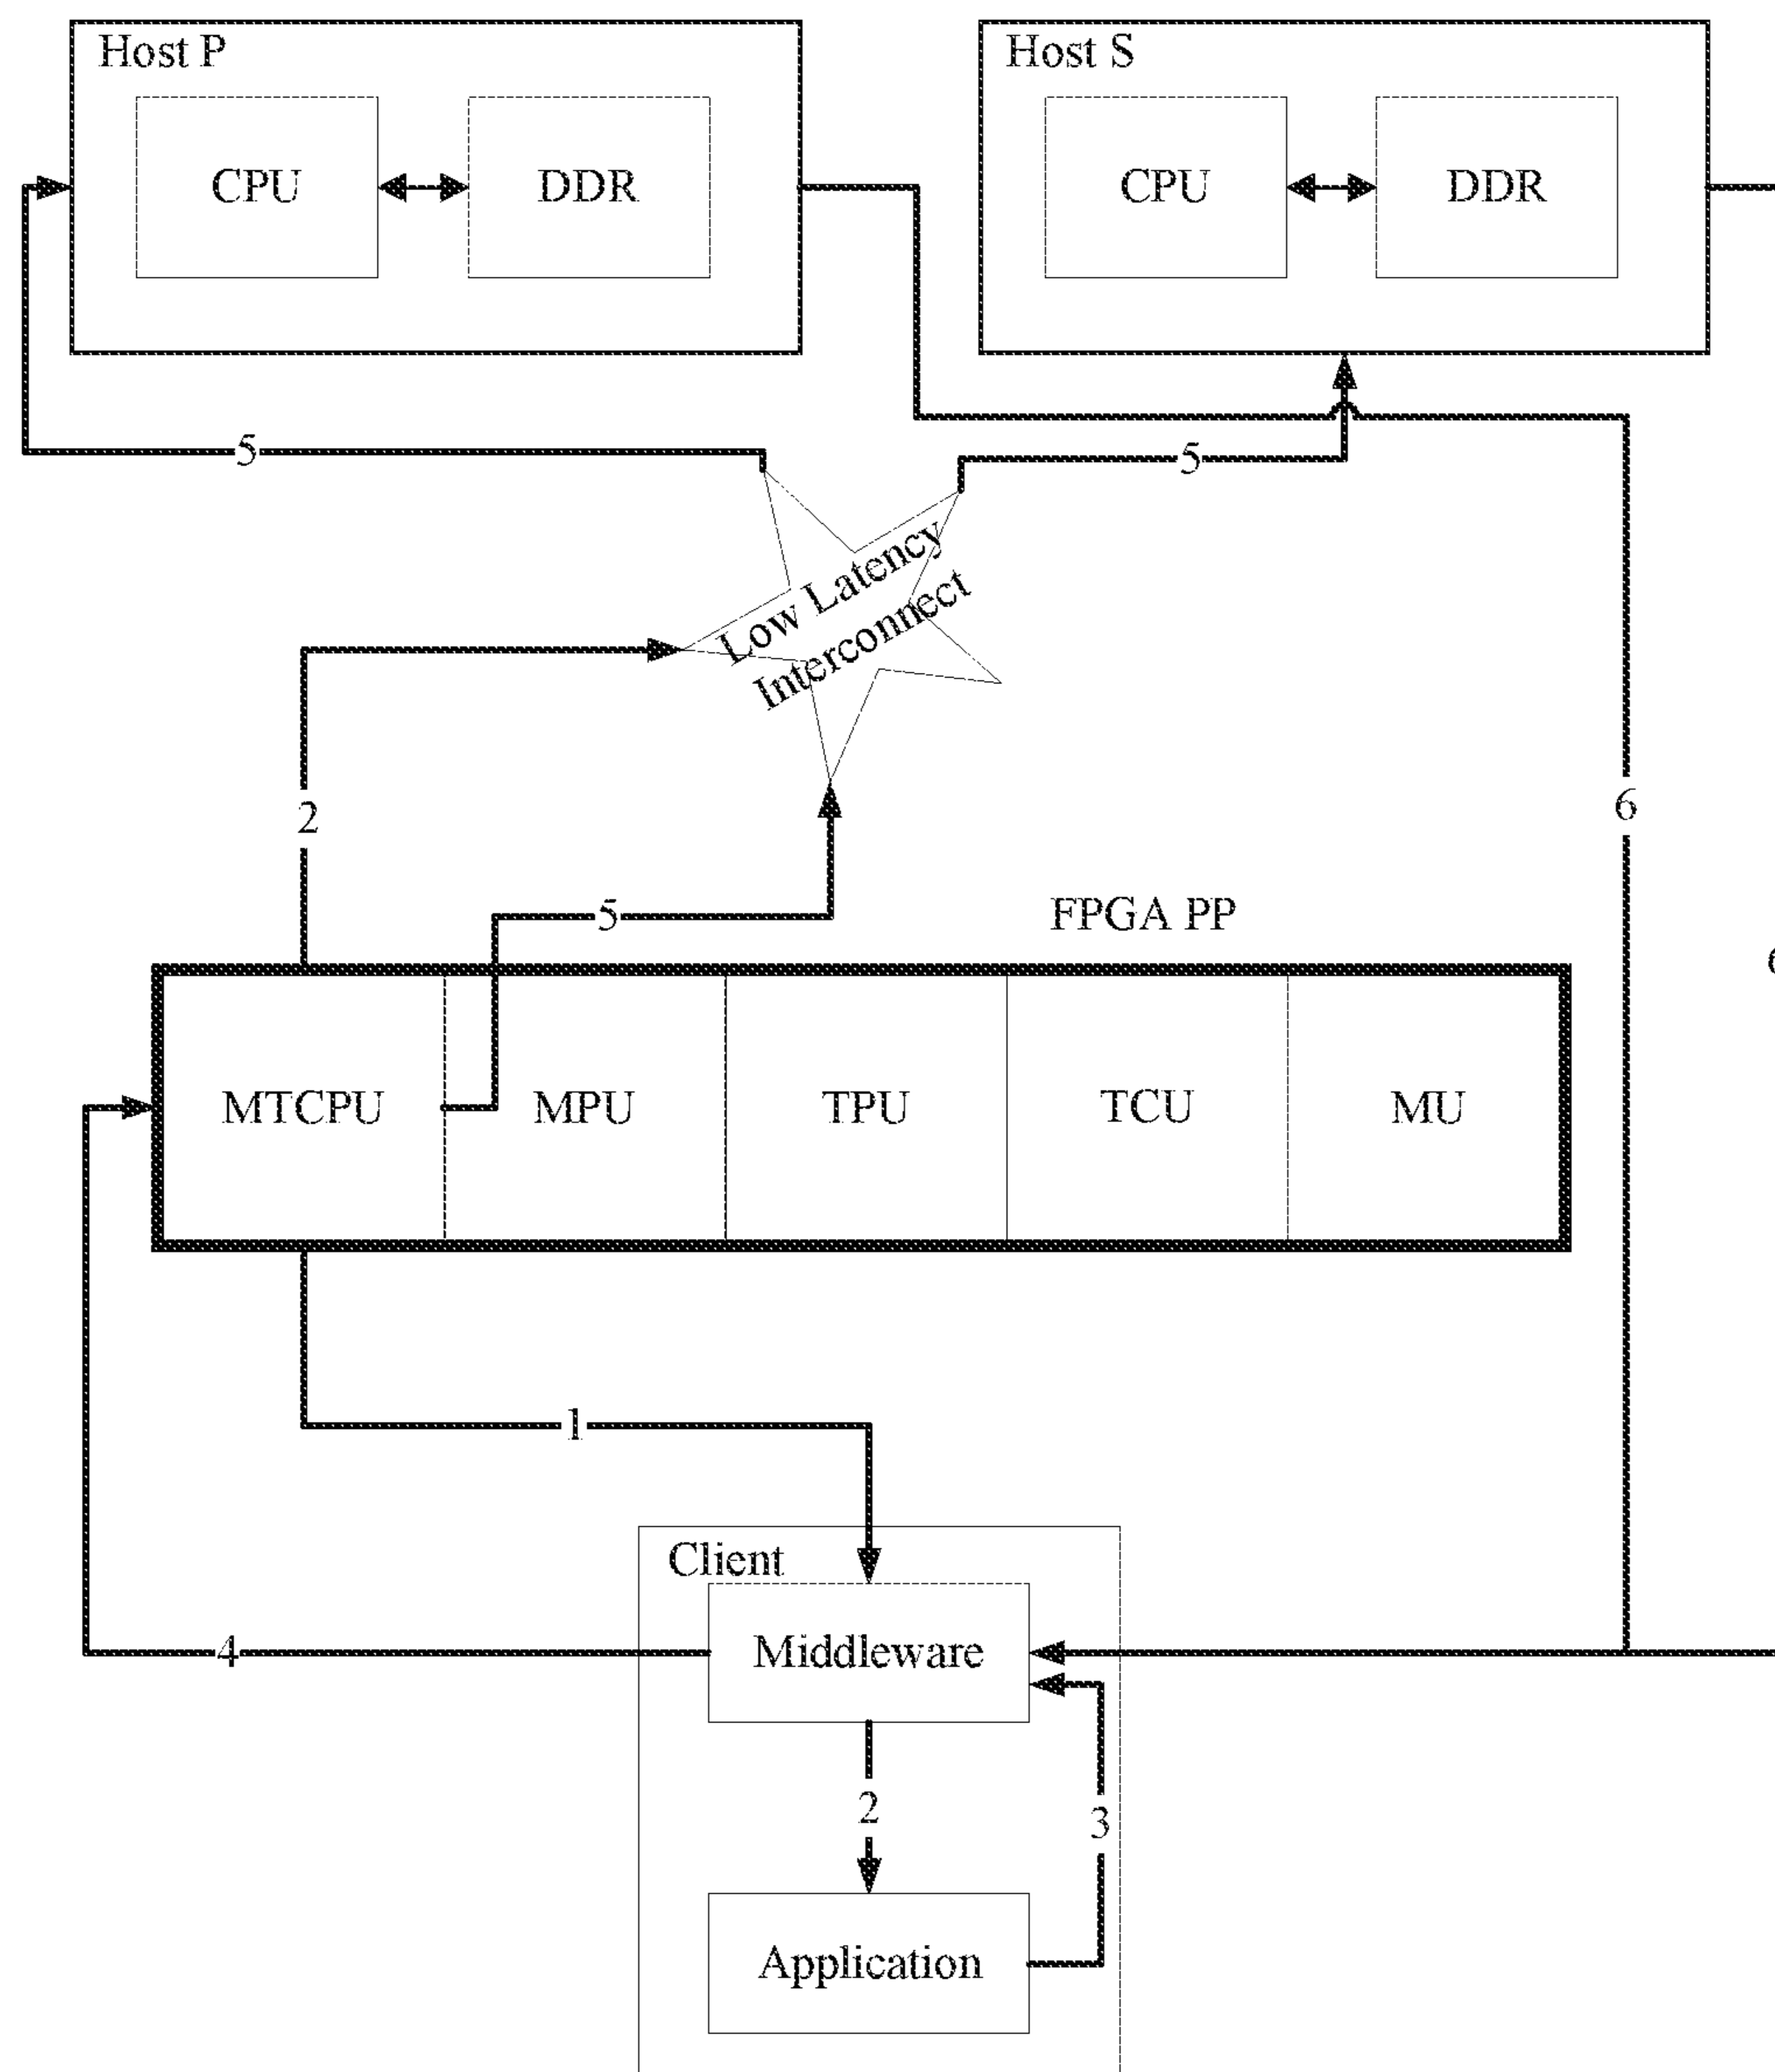 Host P
Host S
CPU
DDR
CPU
DDR
5
5
Low Latency
Interconnect
2
6
5
FPGA PP
MTCPU
MPU
TPU
TCU
MU
1
Client
Middleware
4
2
3
Application